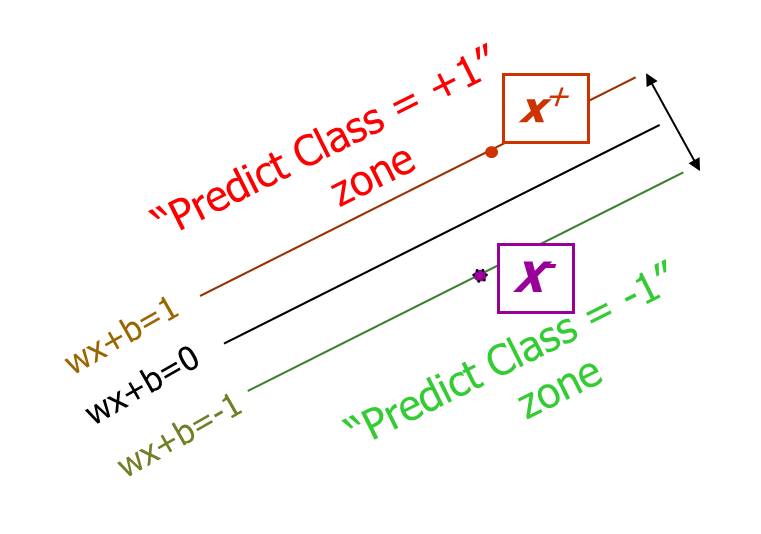 “Predict Class = +1”
zone
x+
wx+b=1
wx+b=0
wx+b=-1
x-
“Predict Class = -1”
zone